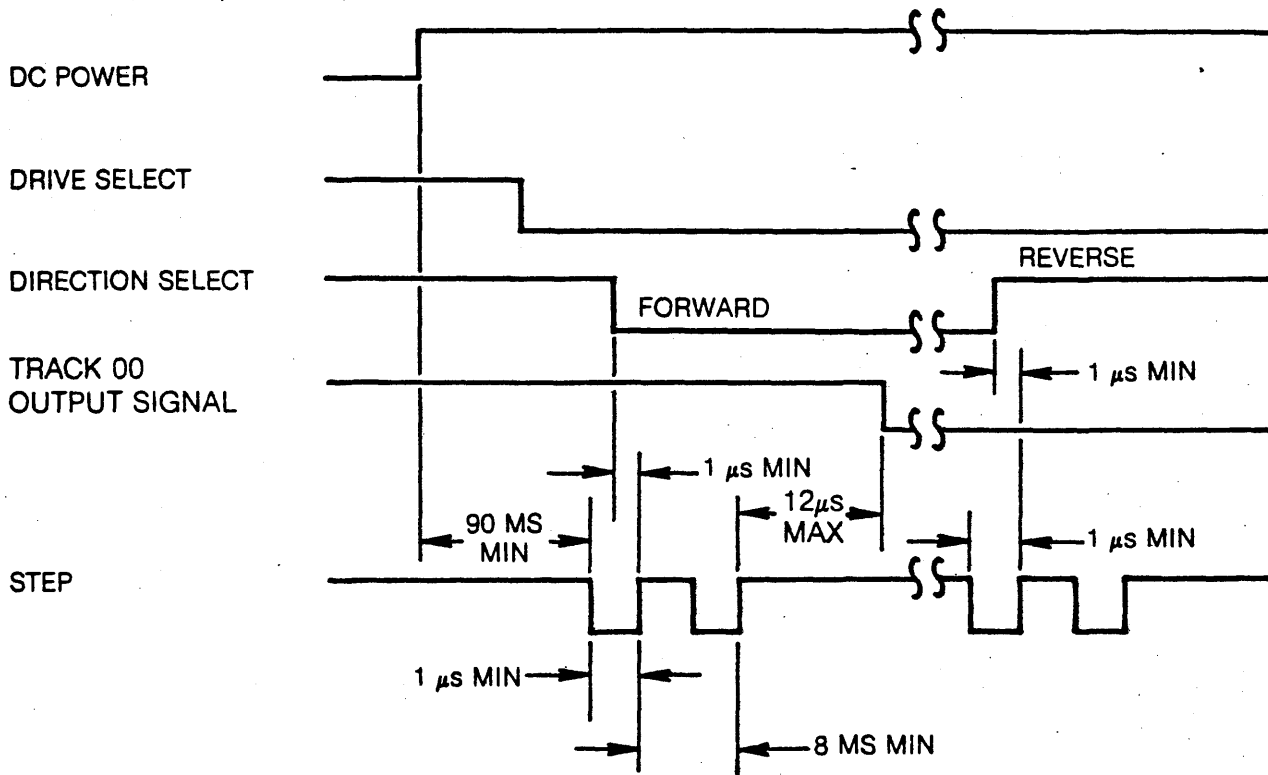 DC POWER
DRIVE SELECT
DIRECTION SELECT
REVERSE
FORWARD
TRACK 00
OUTPUT SIGNAL
1 μs MIN
1 μs MIN
90 MS
MIN
12μs
MAX
1 μs MIN
STEP
1 μs MIN
8 MS MIN